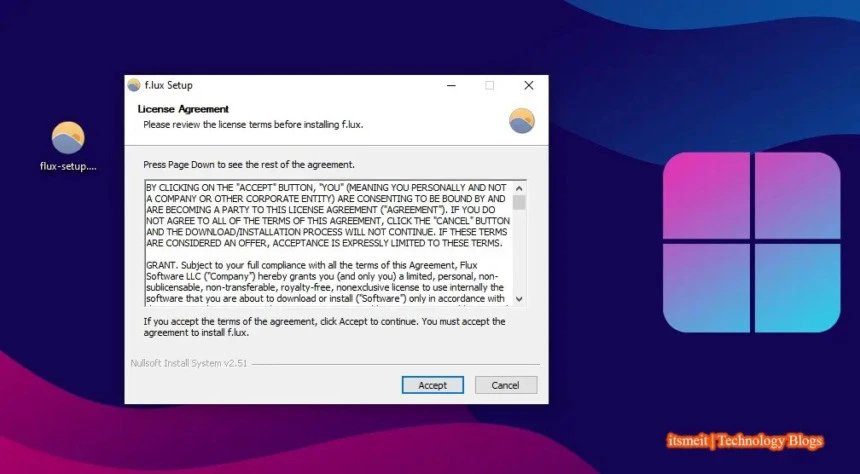 f.lux Setup
License Agreement
Please review the license terms before installing f.lux.
flux-setup....
Press Page Down to see the rest of the agreement.
BY CLICKING ON THE "ACCEPT" BUTTON, "YOU" (MEANING YOU PERSONALLY AND NOT
A COMPANY OR OTHER CORPORATE ENTITY) ARE CONSENTING TO BE BOUND BY AND
ARE BECOMING A PARTY TO THIS LICENSE AGREEMENT ("AGREEMENT"). IF YOU DO
NOT AGREE TO ALL OF THE TERMS OF THIS AGREEMENT, CLICK THE "CANCEL" BUTTON
AND THE DOWNLOAD/INSTALLATION PROCESS WILL NOT CONTINUE. IF THESE TERMS
ARE CONSIDERED AN OFFER, ACCEPTANCE IS EXPRESSLY LIMITED TO THESE TERMS.
GRANT. Subject to your full compliance with all the terms of this Agreement, Flux
Software LLC ("Company") hereby grants you (and only you) a limited, personal, non-
sublicensable, non-transferable, royalty-free, nonexclusive license to use internally the
software that you are about to download or install ("Software") only in accordance with
If you accept the terms of the agreement, click Accept to continue. You must accept the
agreement to install f.lux.
Nullsoft Install System v2.51
Accept
Cancel
itsmeit | Technology Blogs